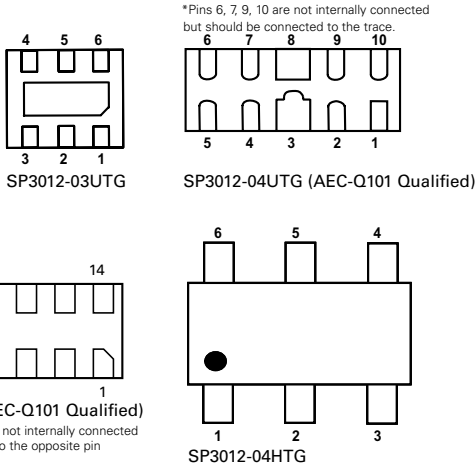 *Pins 6, 7, 9, 10 are not internally connected
but should be connected to the trace.
4 5 6
3 2 1
SP3012-03UTG
6 7 8 9 10
5 4 3 2 1
SP3012-04UTG (AEC-Q101 Qualified)
14
1
EC-Q101 Qualified)
not internally connected
o the opposite pin
6 5 4
1 2 3
SP3012-04HTG